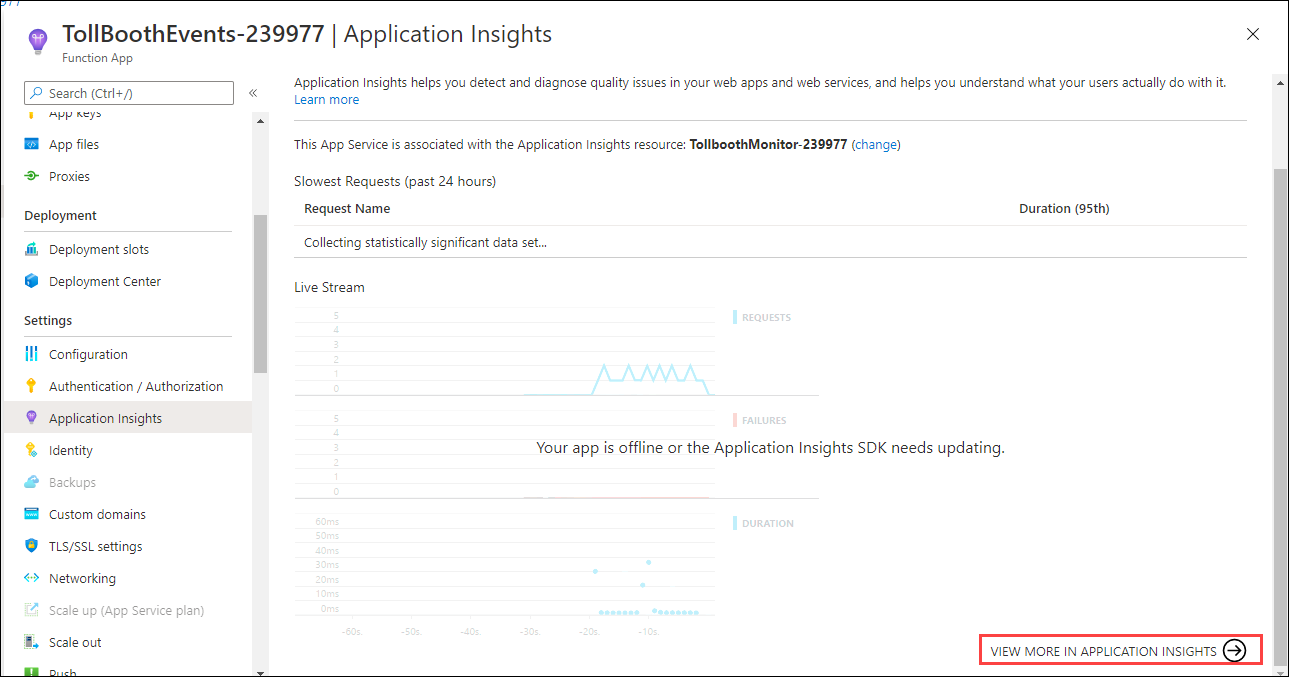 TollBoothEvents-239977 | Application Insights
Function App
Search (Ctrl+/)
«
App keys
App files
Proxies
Deployment
Deployment slots
Deployment Center
Settings
Configuration
Authentication / Authorization
Application Insights
Identity
Backups
Custom domains
TLS/SSL settings
Networking
Scale up (App Service plan)
Scale out
Push
Application Insights helps you detect and diagnose quality issues in your web apps and web services, and helps you understand what your users actually do with it.
Learn more
This App Service is associated with the Application Insights resource: TollboothMonitor-239977 (change)
Slowest Requests (past 24 hours)
Request Name Duration (95th)
Collecting statistically significant data set...
Live Stream
5
4
3
2
1
0
REQUESTS
5
4
3
2
1
0
FAILURES
Your app is offline or the Application Insights SDK needs updating.
60ms
50ms
40ms
30ms
20ms
10ms
0ms
DURATION
-60s. -50s. -40s. -30s. -20s. -10s.
VIEW MORE IN APPLICATION INSIGHTS